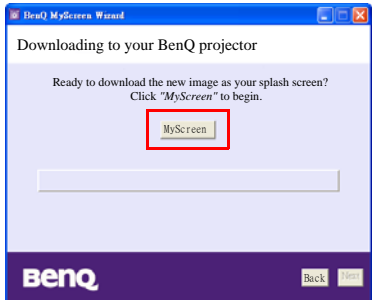 BenQ MyScreen Wizard
Downloading to your BenQ projector
Ready to download the new image as your splash screen?
Click "MyScreen" to begin.
MyScreen
BenQ
Back Next